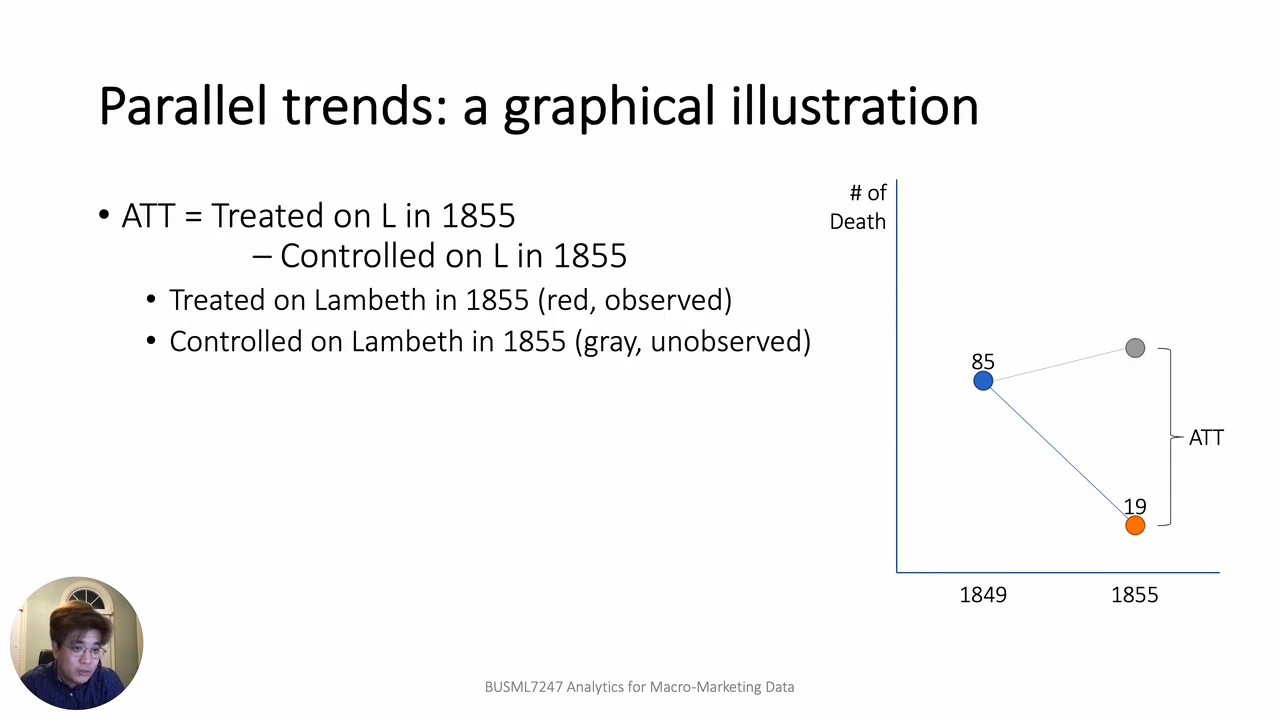 Parallel trends: a graphical illustration
• ATT = Treated on L in 1855
– Controlled on L in 1855
• Treated on Lambeth in 1855 (red, observed)
• Controlled on Lambeth in 1855 (gray, unobserved)
# of
Death
85
19
ATT
1849
1855
BUSML7247 Analytics for Macro-Marketing Data